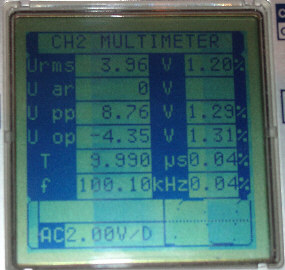 CH2 MULTIMETER
Urms 3.96 V 1.20%
U ar 0 V
U pp 8.76 V 1.29%
U op -4.35 V 1.31%
T 9.990 µs 0.04%
f 100.10 kHz 0.04%
AC 2.00V/D